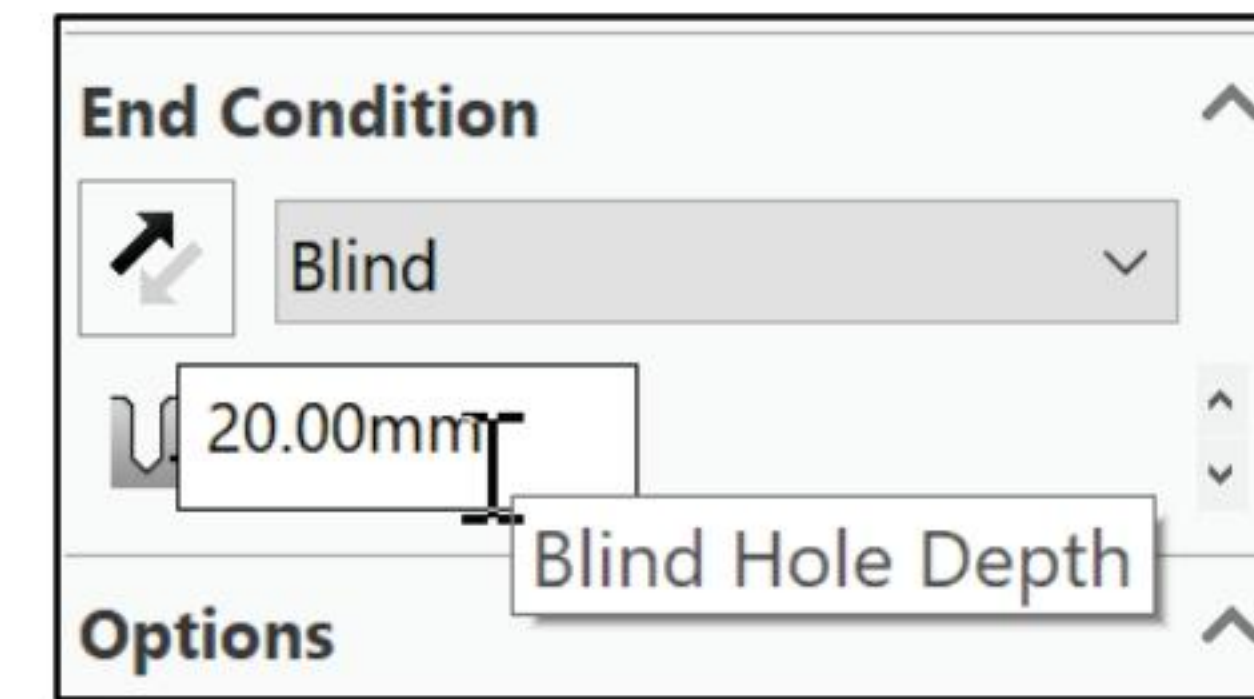 End Condition
Blind
20.00mm
Blind Hole Depth
Options